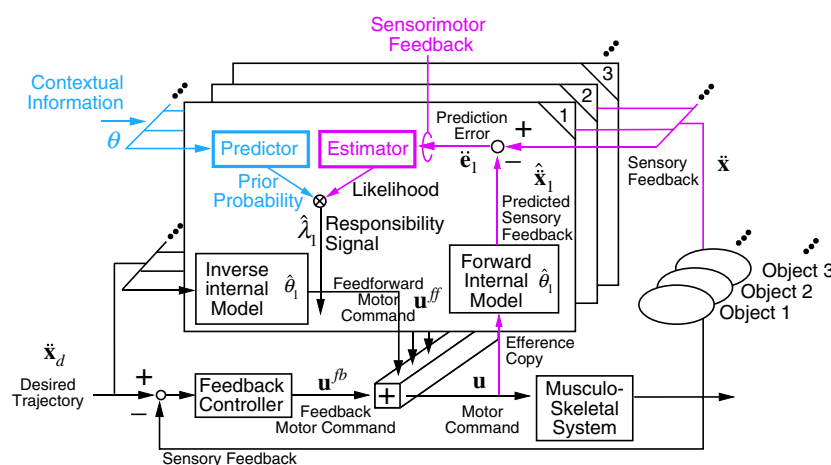 Sensorimotor
Feedback
Contextual
Information
θ
3
2
1
Prediction
Error
+
−
Predictor
Estimator
ë₁
Sensory
Feedback
ẍ
Prior
Probability
Likelihood
x̂̈₁
Predicted
Sensory
Feedback
λ̂₁
Responsibility
Signal
Inverse
internal
Model
θ̂₁
Feedforward
Motor
Command
u^ff
Forward
Internal
Model
θ̂₁
Object 3
Object 2
Object 1
Efference
Copy
ẍ_d
Desired
Trajectory
+
−
Feedback
Controller
u^fb
Feedback
Motor Command
+
u
Motor
Command
Musculo-
Skeletal
System
Sensory Feedback